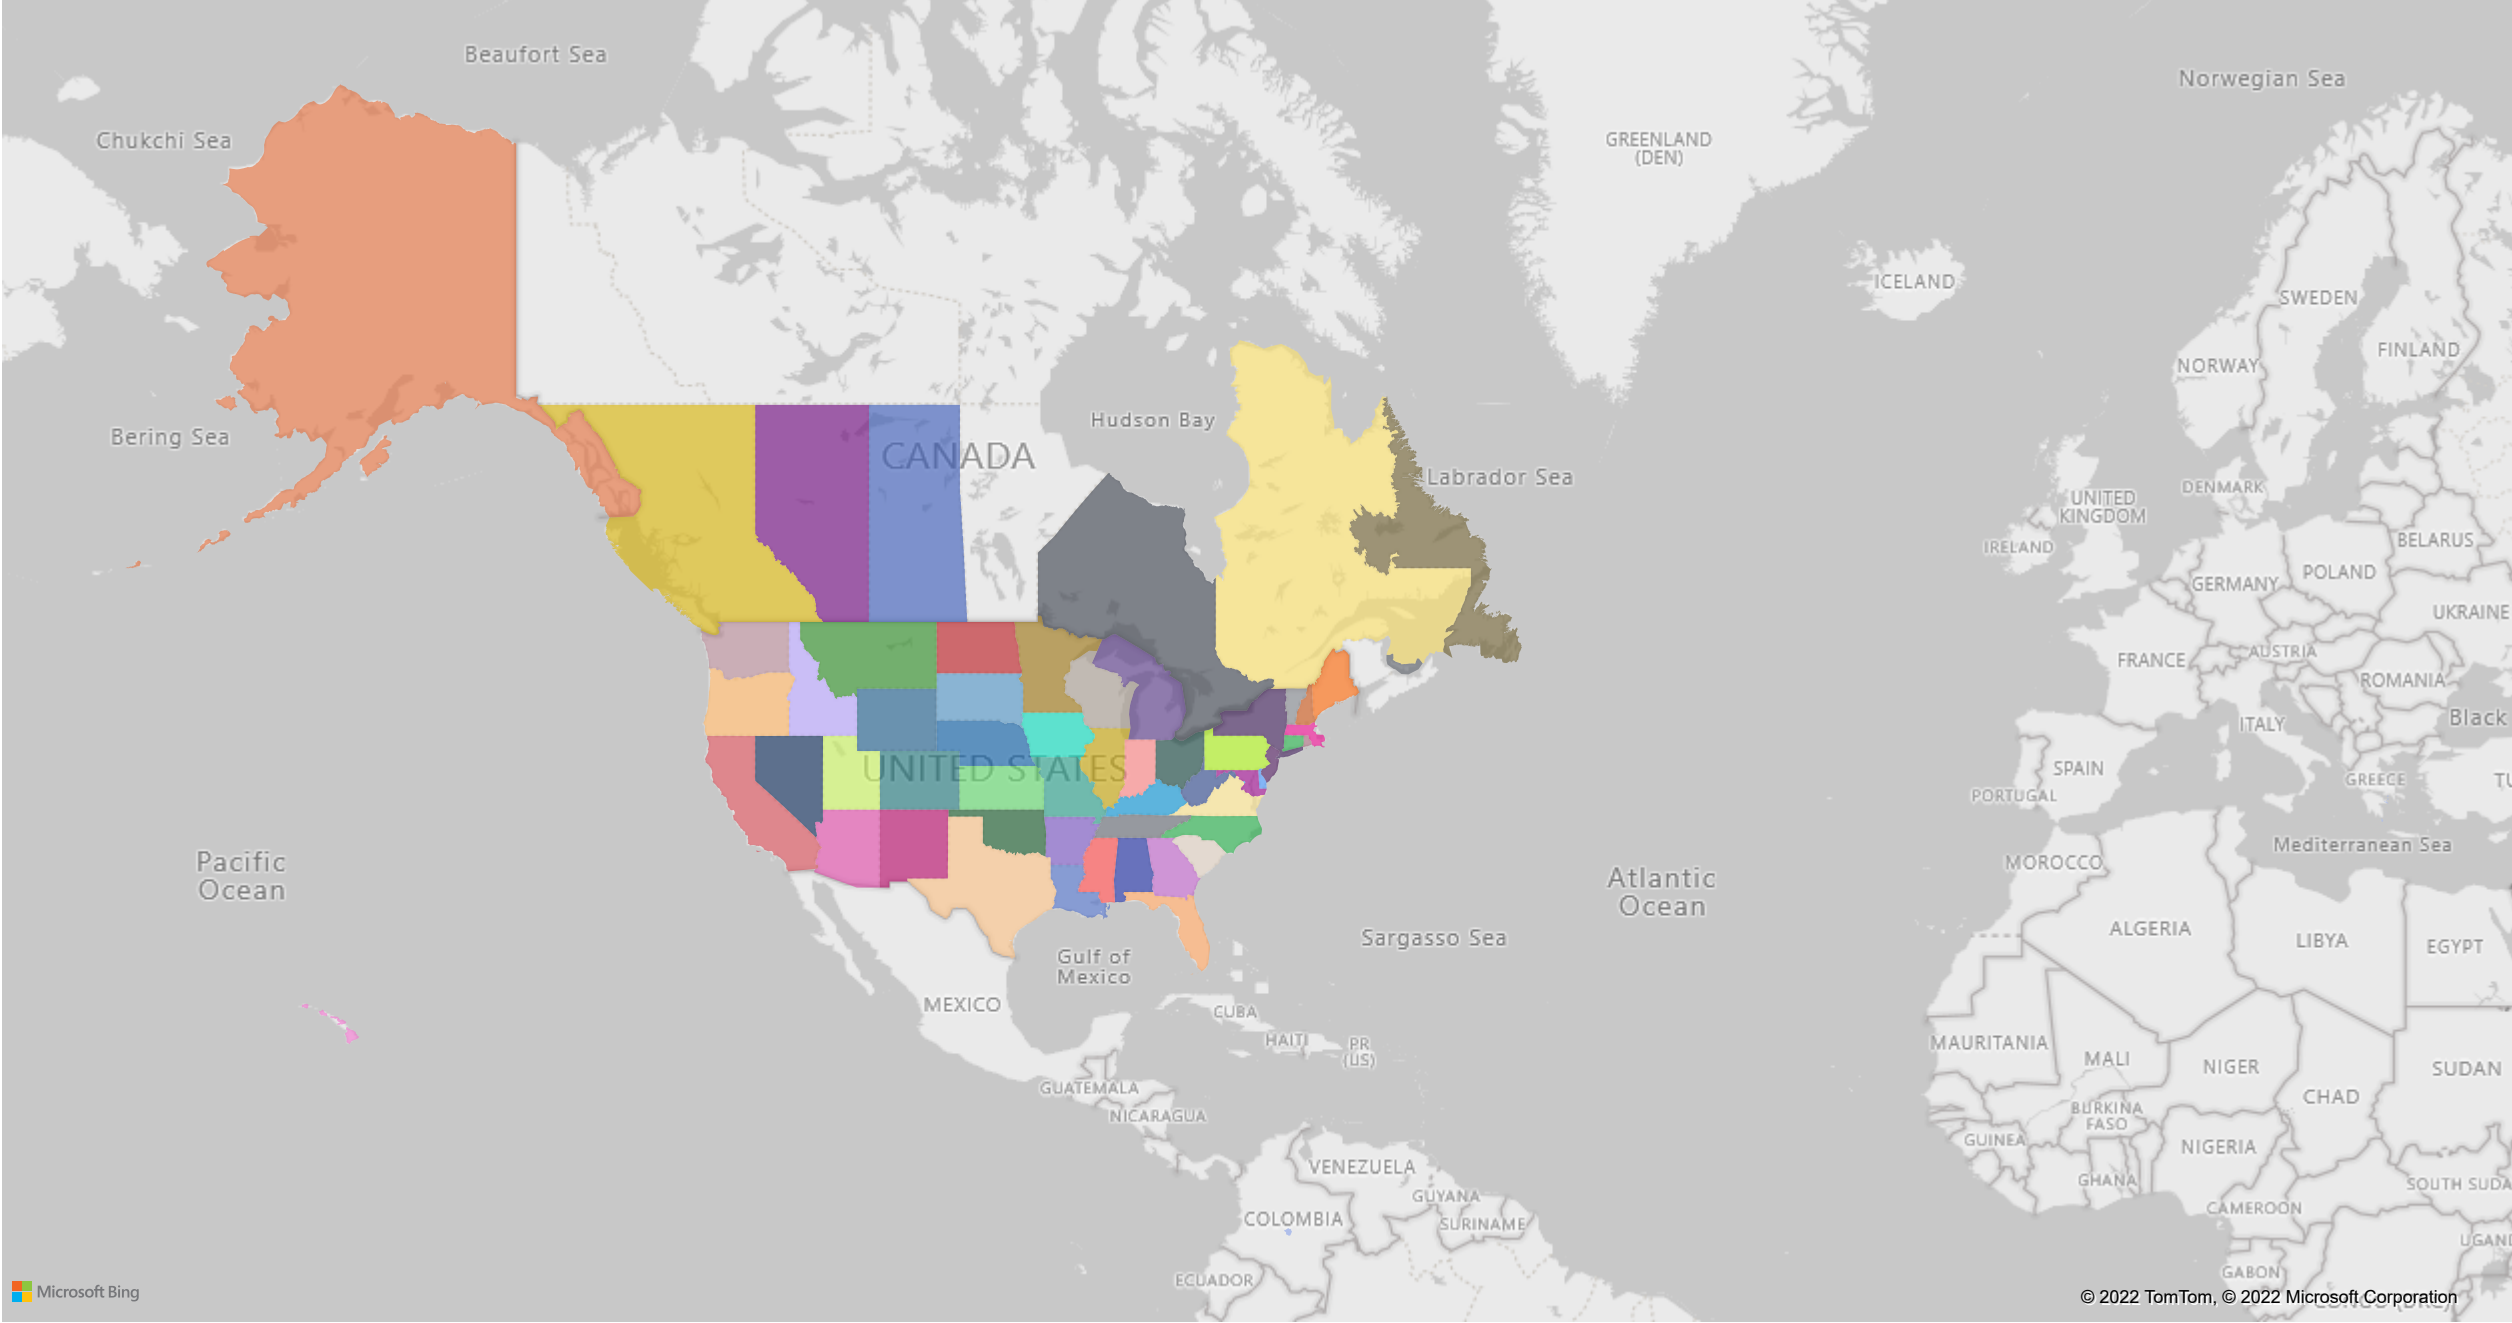 Beaufort Sea
Norwegian Sea
Chukchi Sea
GREENLAND
(DEN)
ICELAND
SWEDEN
FINLAND
NORWAY
Hudson Bay
Bering Sea
CANADA
Labrador Sea
DENMARK
UNITED
KINGDOM
IRELAND
BELARUS
POLAND
GERMANY
UKRAINE
AUSTRIA
FRANCE
ROMANIA
Black
ITALY
UNITED STATES
SPAIN
GREECE
TU
PORTUGAL
Mediterranean Sea
Pacific
Ocean
MOROCCO
Atlantic
Ocean
ALGERIA
LIBYA
EGYPT
Sargasso Sea
Gulf of
Mexico
MEXICO
CUBA
HAITI
PR
(US)
MAURITANIA
MALI
NIGER
SUDAN
CHAD
GUATEMALA
NICARAGUA
BURKINA
FASO
GUINEA
NIGERIA
VENEZUELA
GHANA
SOUTH SUDA
GUYANA
CAMEROON
COLOMBIA
SURINAME
UGAND
ECUADOR
GABON
Microsoft Bing
© 2022 TomTom, © 2022 Microsoft Corporation